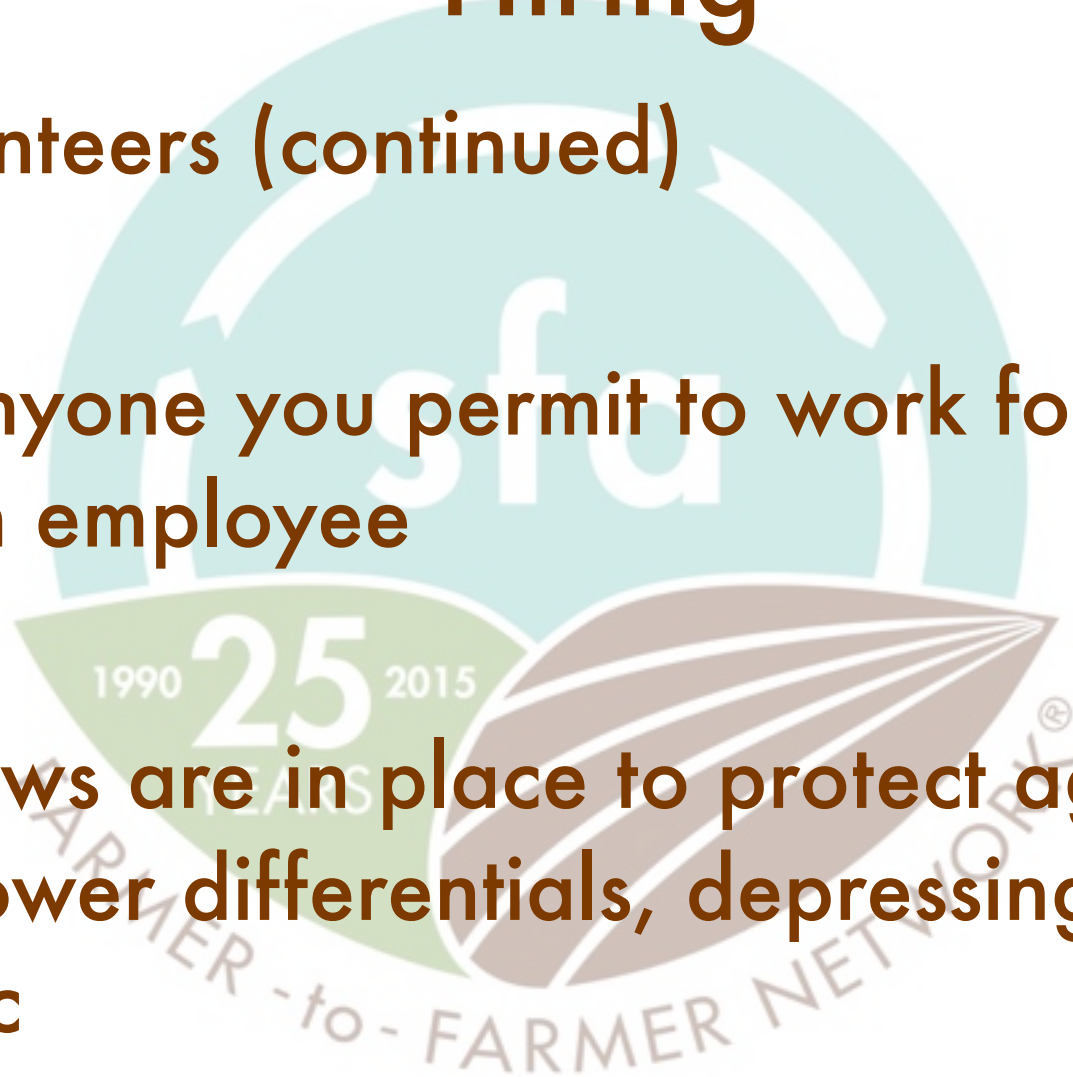 Hiring
nteers (continued)
sfa
nyone you permit to work fo
employee
1990 25 2015
YEARS
ws are in place to protect ag
ower differentials, depressing
c
FARMER -to- FARMER NETWORK®